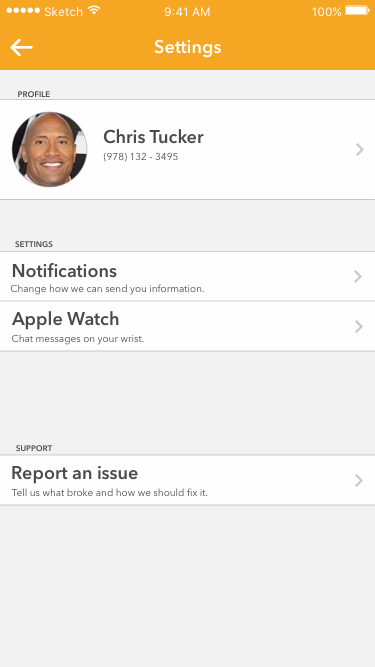 Sketch 9:41 AM 100%
Settings
PROFILE
Chris Tucker
(978) 132 - 3495
SETTINGS
Notifications
Change how we can send you information.
Apple Watch
Chat messages on your wrist.
SUPPORT
Report an issue
Tell us what broke and how we should fix it.